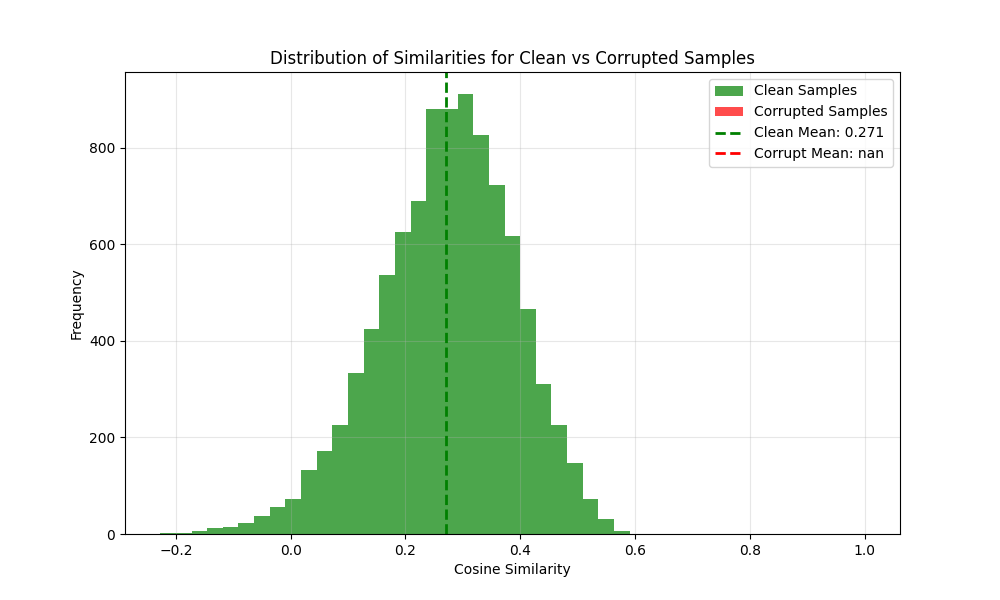 Distribution of Similarities for Clean vs Corrupted Samples
Clean Samples
Corrupted Samples
Clean Mean: 0.271
Corrupt Mean: nan
Frequency
800
600
400
200
0
−0.2 0.0 0.2 0.4 0.6 0.8 1.0
Cosine Similarity